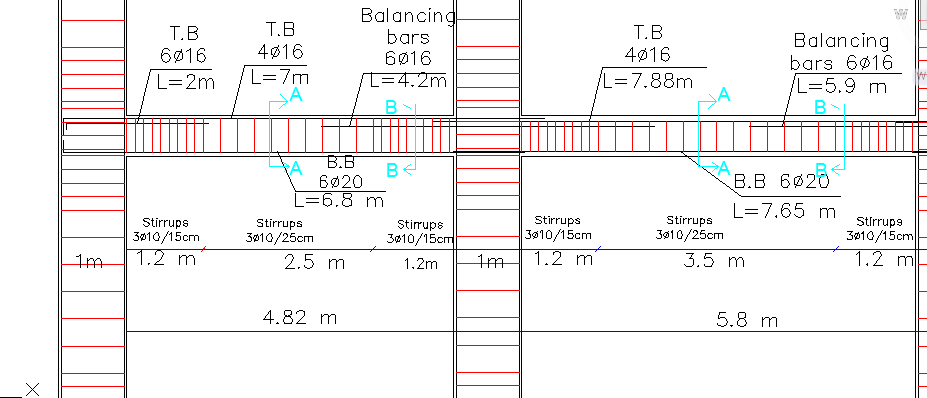 T.B
6ø16
L=2m
T.B
4ø16
L=7m
Balancing
bars
6ø16
L=4.2m
T.B
4ø16
L=7.88m
Balancing
bars 6ø16
L=5.9 m
A
B
A
B
A
B
A
B
B.B
6ø20
L=6.8 m
B.B 6ø20
L=7.65 m
Stirrups
3ø10/15cm
Stirrups
3ø10/25cm
Stirrups
3ø10/15cm
Stirrups
3ø10/15cm
Stirrups
3ø10/25cm
Stirrups
3ø10/15cm
1m
1.2 m
2.5 m
1.2m
1m
1.2 m
3.5 m
1.2 m
4.82 m
5.8 m
X
W
W